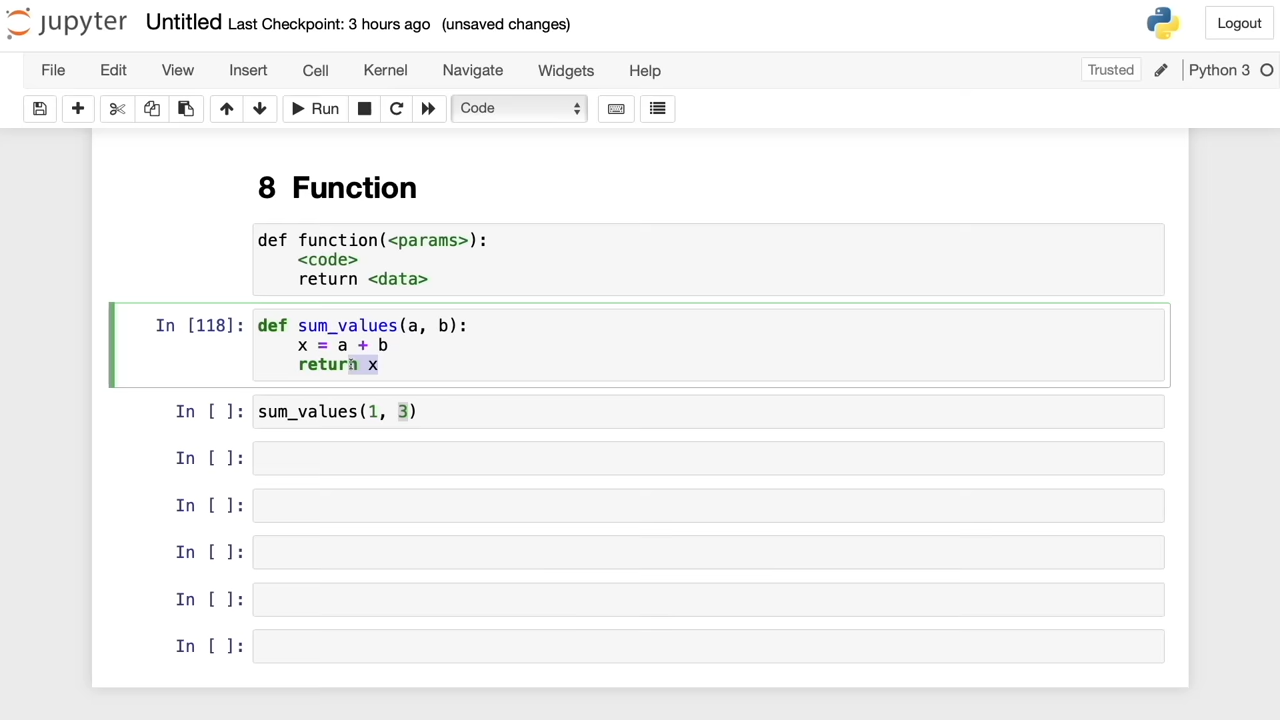 jupyter Untitled Last Checkpoint: 3 hours ago (unsaved changes) Logout
File Edit View Insert Cell Kernel Navigate Widgets Help Trusted Python 3
Run Code
8 Function
def function(<params>):
    <code>
    return <data>
In [118]: def sum_values(a, b):
    x = a + b
    return x
In [ ]: sum_values(1, 3)
In [ ]:
In [ ]:
In [ ]:
In [ ]:
In [ ]: